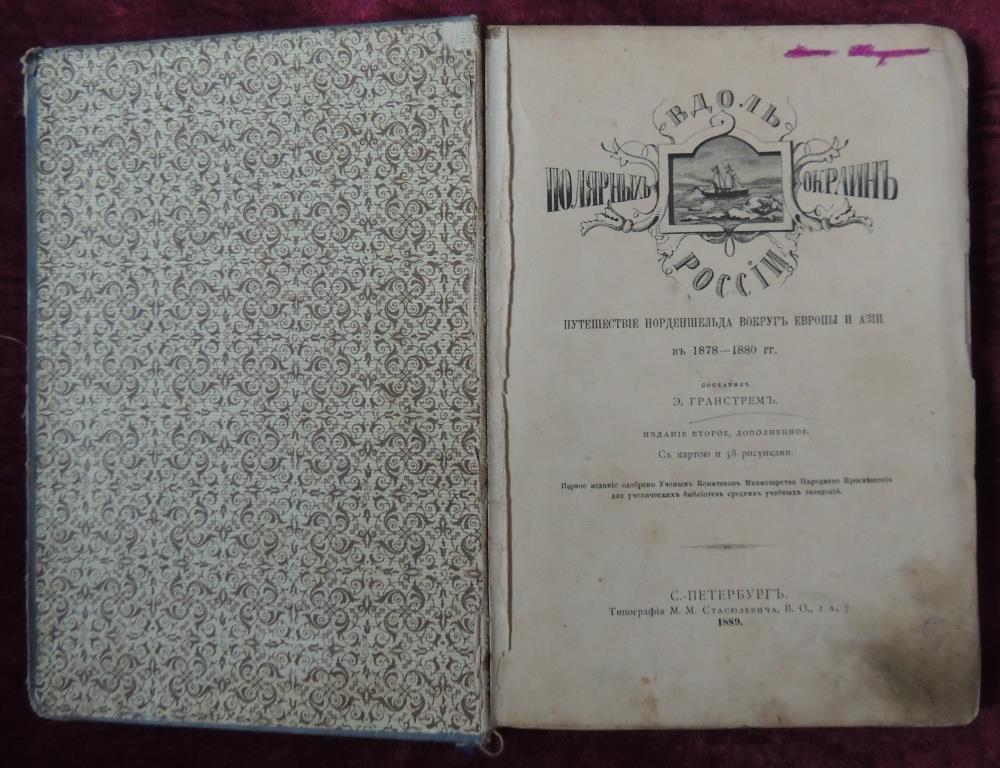 ВДОЛЬ
ПОЛЯРНЫХЪ ОКРАИНЪ
РОССІИ
ПУТЕШЕСТВІЕ НОРДЕНШЕЛЬДА ВОКРУГЪ ЕВРОПЫ И АЗІИ
въ 1878—1880 гг.
СОСТАВИЛЪ
Э. ГРАНСТРЕМЪ.
ИЗДАНІЕ ВТОРОЕ, ДОПОЛНЕННОЕ.
Съ картою и 58 рисунками.
Первое изданіе одобрено Ученымъ Комитетомъ Министерства Народнаго Просвѣщенія
для ученическихъ библіотекъ среднихъ учебныхъ заведеній.
С.-ПЕТЕРБУРГЪ.
Типографія М. М. Стасюлевича, В. О., 2 л., 7.
1889.